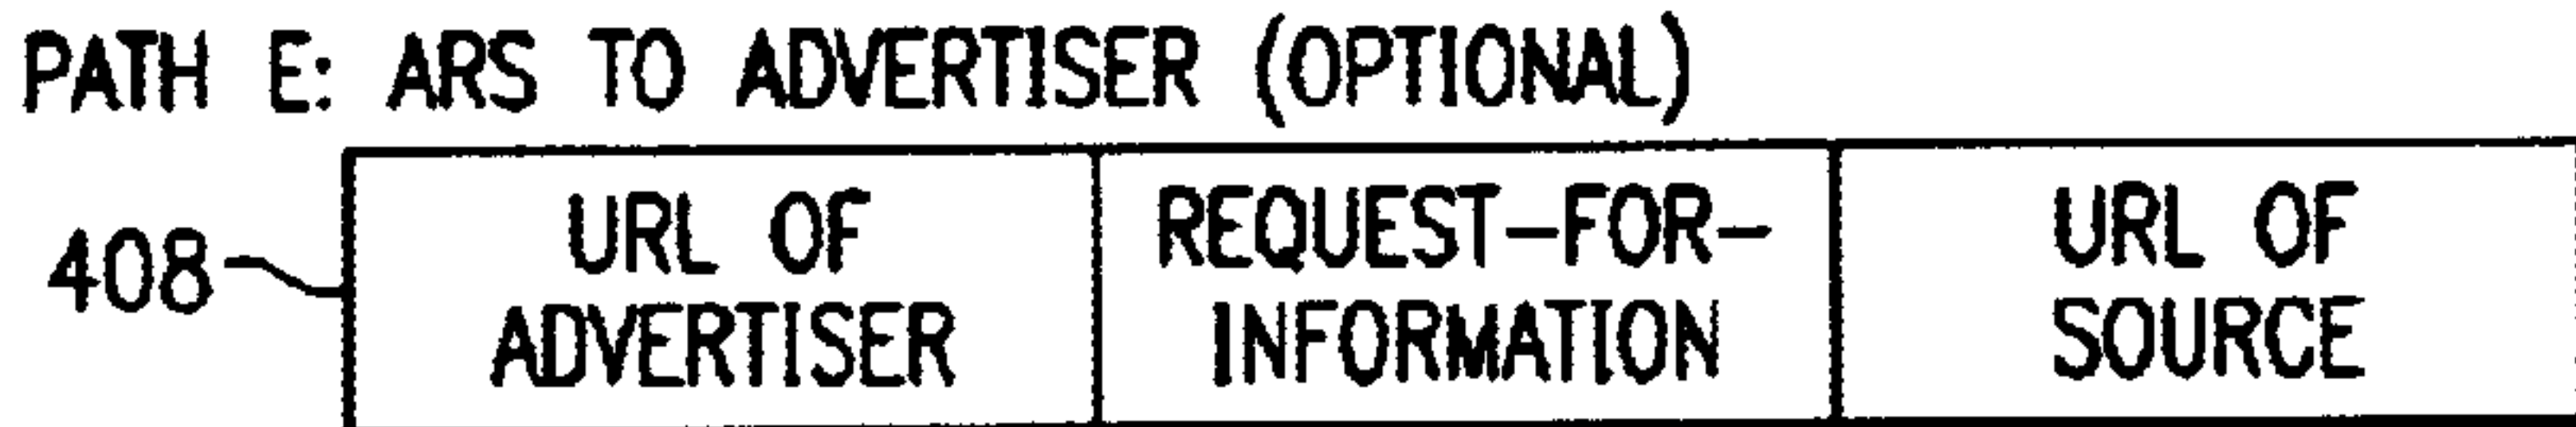 PATH E: ARS TO ADVERTISER (OPTIONAL)
408
URL OF
ADVERTISER
REQUEST-FOR-
INFORMATION
URL OF
SOURCE